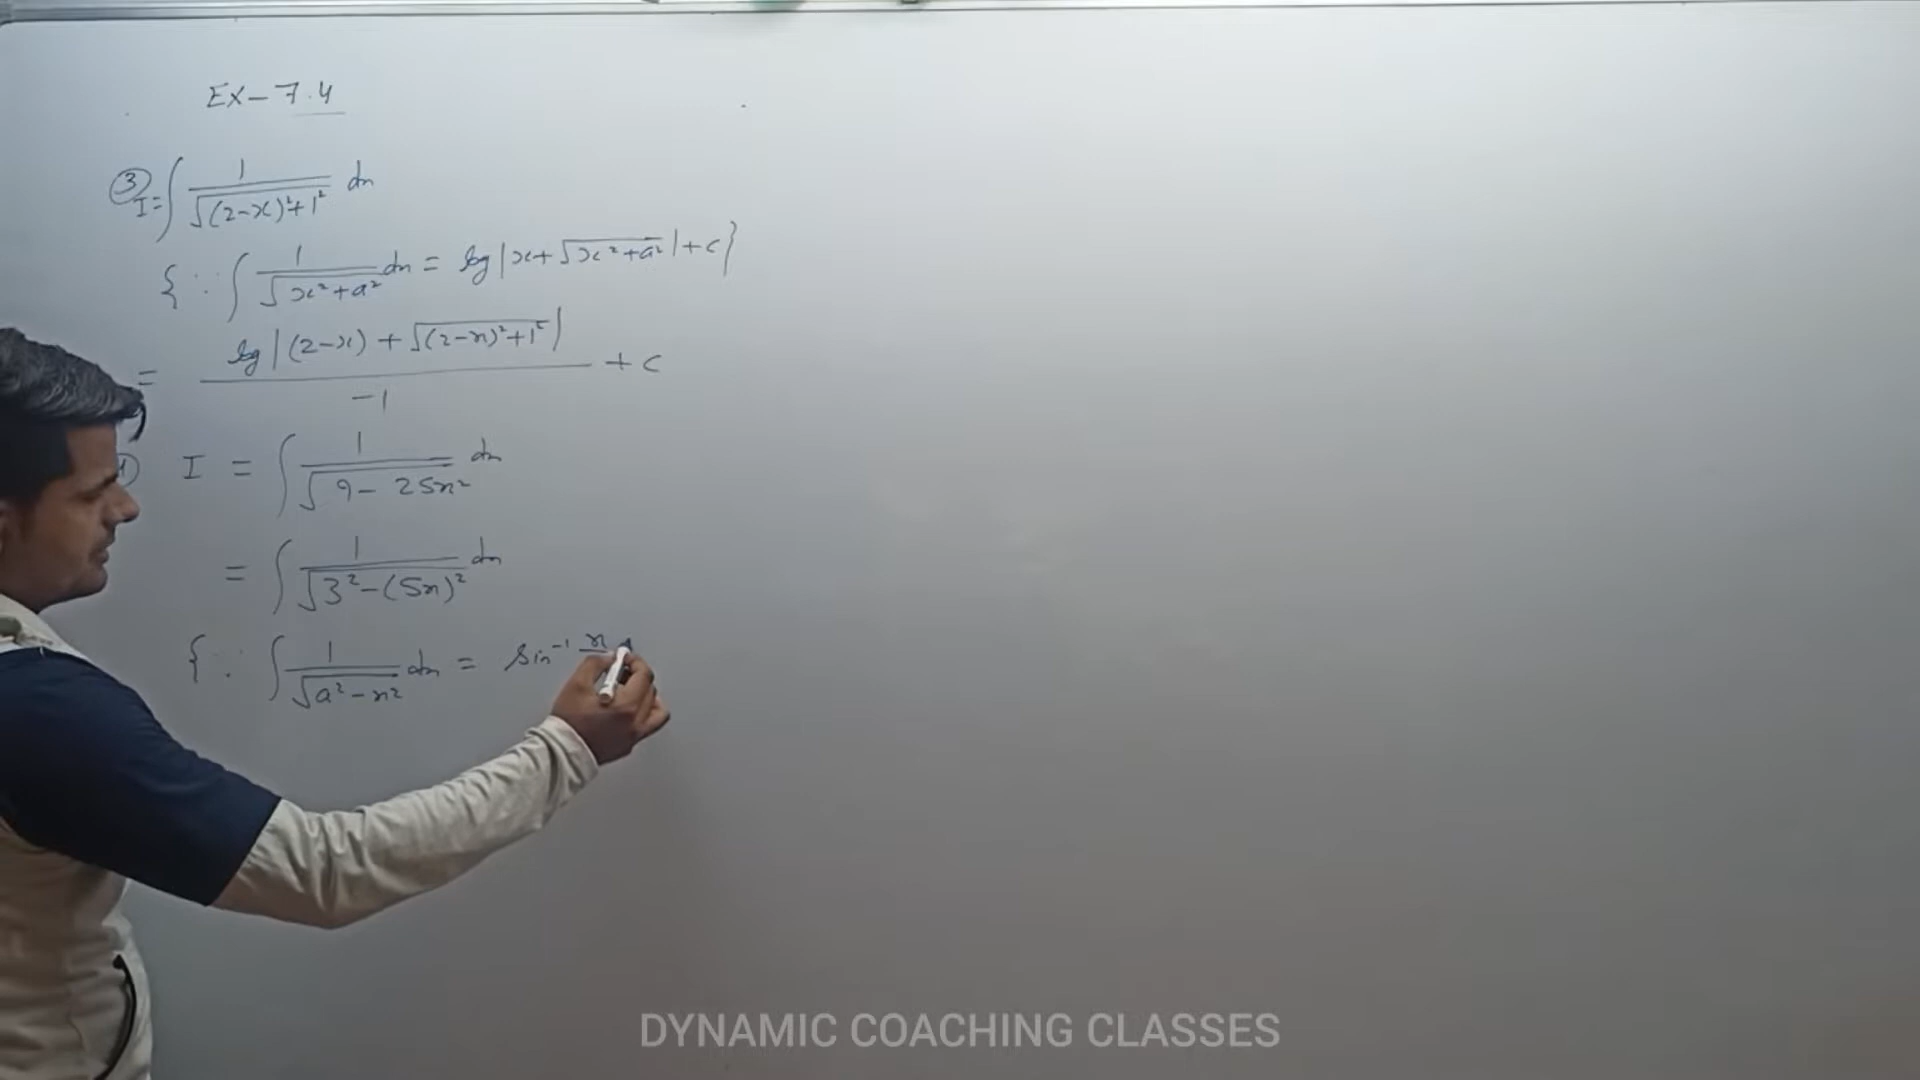 EX-7.4
③ I = ∫ 1/√((2-x)²+1²) dx
{ ∵ ∫ 1/√(x²+a²) dx = log|x+√(x²+a²)|+c }
= log|(2-x)+√((2-x)²+1²)| / -1 + c
I = ∫ 1/√(9-25x²) dx
= ∫ 1/√(3²-(5x)²) dx
{ ∵ ∫ 1/√(a²-x²) dx = sin⁻¹ x
DYNAMIC COACHING CLASSES